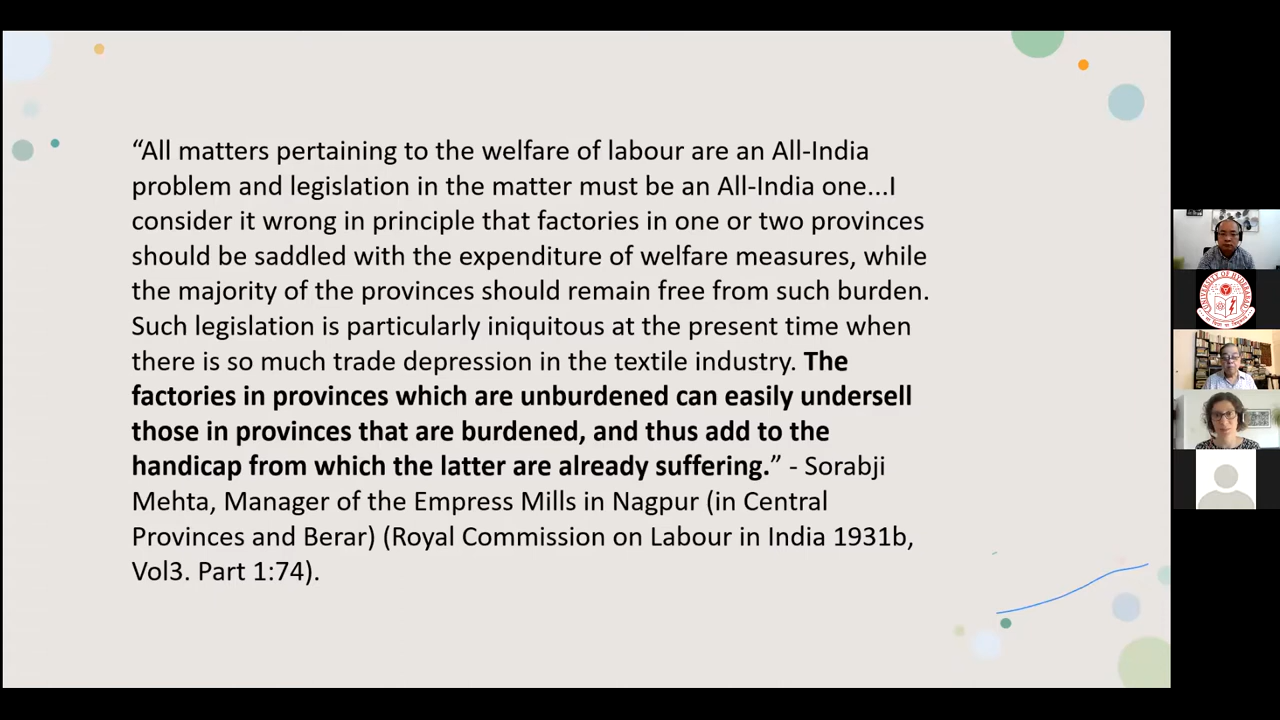 “All matters pertaining to the welfare of labour are an All-India
problem and legislation in the matter must be an All-India one...I
consider it wrong in principle that factories in one or two provinces
should be saddled with the expenditure of welfare measures, while
the majority of the provinces should remain free from such burden.
Such legislation is particularly iniquitous at the present time when
there is so much trade depression in the textile industry. The
factories in provinces which are unburdened can easily undersell
those in provinces that are burdened, and thus add to the
handicap from which the latter are already suffering.” - Sorabji
Mehta, Manager of the Empress Mills in Nagpur (in Central
Provinces and Berar) (Royal Commission on Labour in India 1931b,
Vol3. Part 1:74).
UNIVERSITY OF HYDERABAD